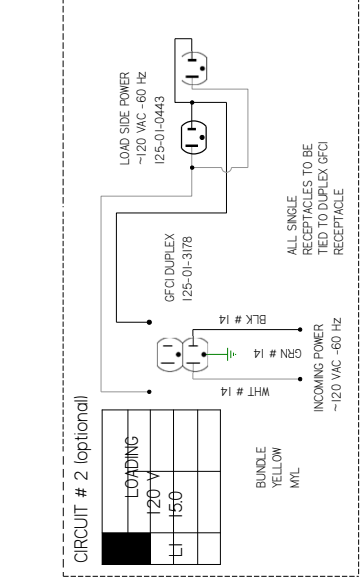 CIRCUIT # 2 (optional)
LOADING
120 V
L1 15.0
BUNDLE
YELLOW
MYL
GFCI DUPLEX
125-01-3178
LOAD SIDE POWER
~120 VAC -60 Hz
125-01-0443
WHT # 14
GRN # 14
BLK # 14
INCOMING POWER
~120 VAC -60 Hz
ALL SINGLE
RECEPTACLES TO BE
TIED TO DUPLEX GFCI
RECEPTACLE